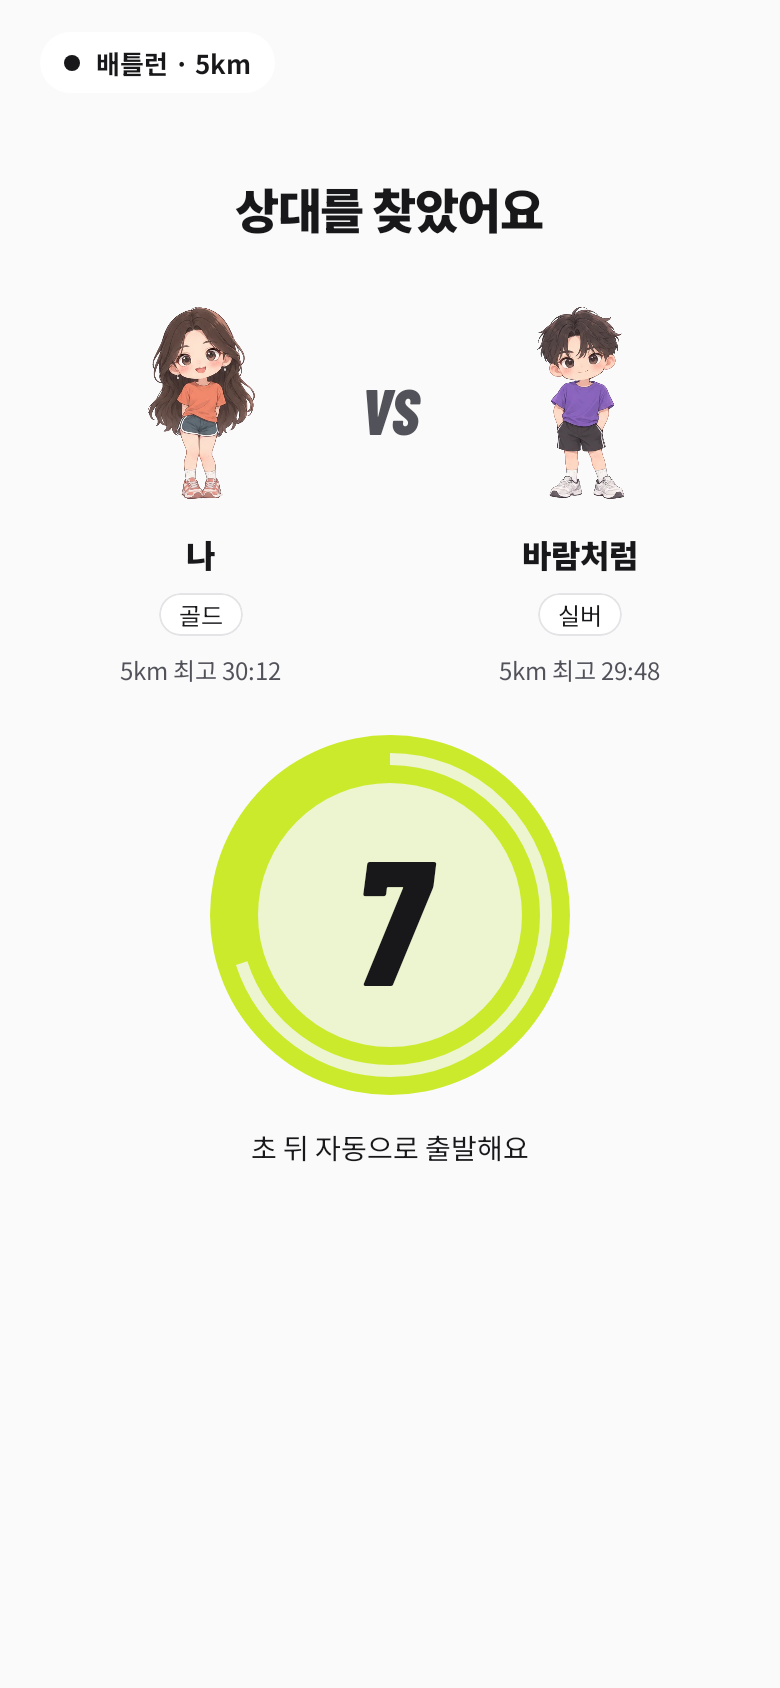 배틀런 · 5km
상대를 찾았어요
VS
나
바람처럼
골드
실버
5km 최고 30:12
5km 최고 29:48
7
초 뒤 자동으로 출발해요